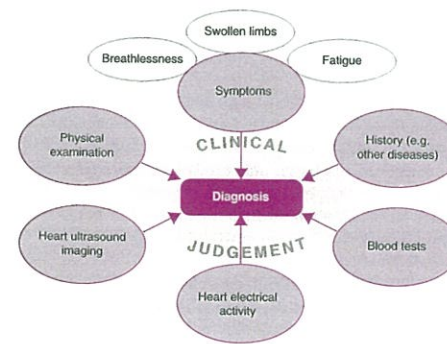 Swollen limbs
Breathlessness
Fatigue
Symptoms
Physical
examination
CLINICAL
History (e.g.
other diseases)
Diagnosis
Heart ultrasound
imaging
JUDGEMENT
Blood tests
Heart electrical
activity